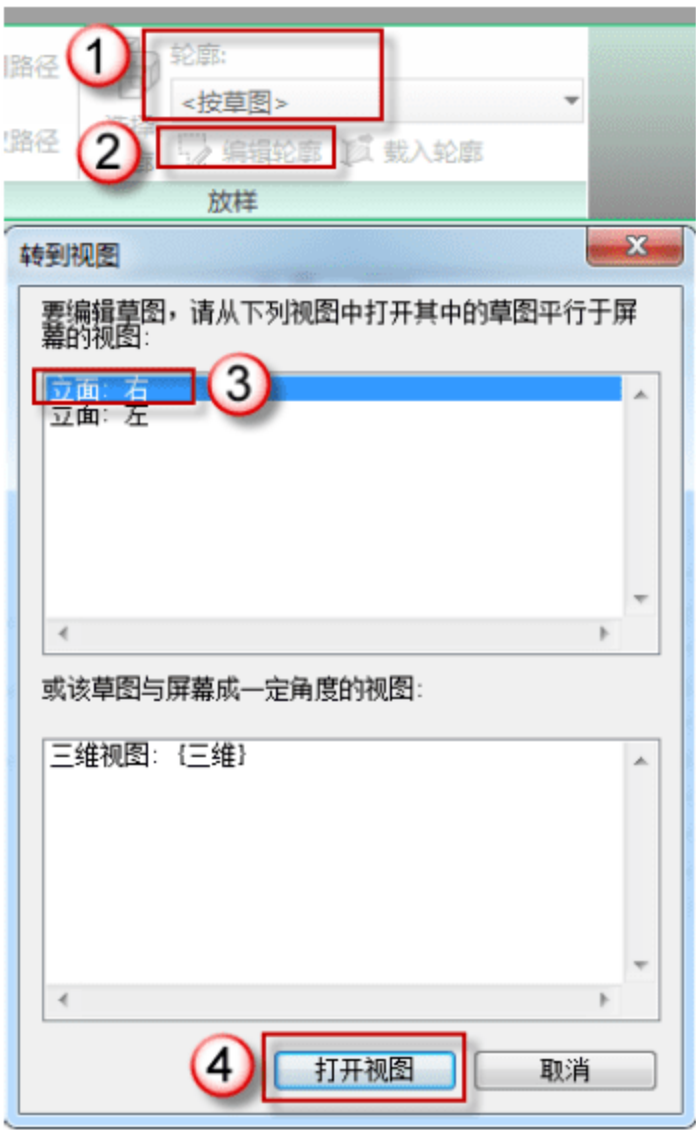 1
轮廓:
路径
<按草图>
路径
2
编辑轮廓
载入轮廓
放样
转到视图
要编辑草图，请从下列视图中打开其中的草图平行于屏
幕的视图:
立面: 右
3
立面: 左
或该草图与屏幕成一定角度的视图:
三维视图: {三维}
4
打开视图
取消